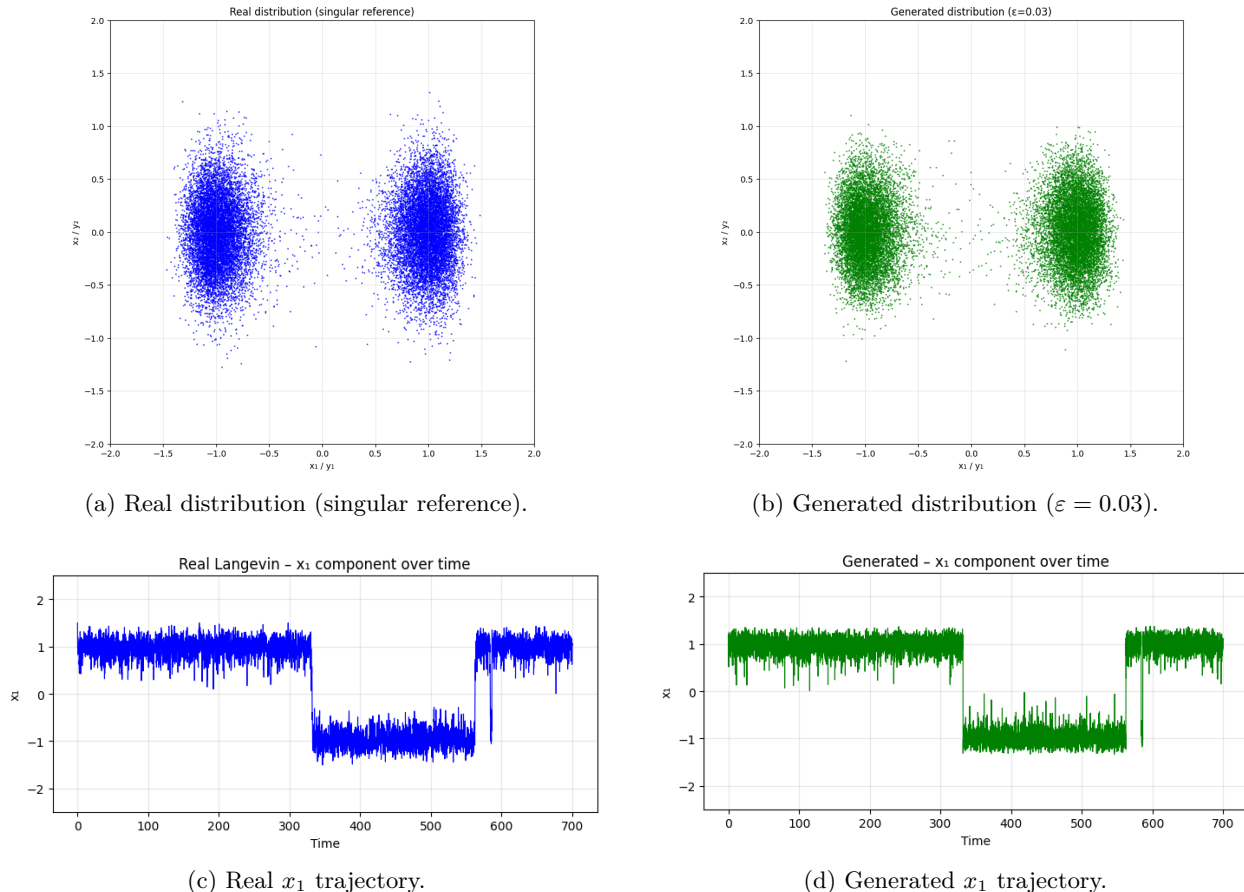 Real distribution (singular reference)
2.0
1.5
1.0
0.5
0.0
−0.5
−1.0
−1.5
−2.0
x₂ / y₂
−2.0 −1.5 −1.0 −0.5 0.0 0.5 1.0 1.5 2.0
x₁ / y₁
(a) Real distribution (singular reference).
Generated distribution (ε=0.03)
2.0
1.5
1.0
0.5
0.0
−0.5
−1.0
−1.5
−2.0
x₂ / y₂
−2.0 −1.5 −1.0 −0.5 0.0 0.5 1.0 1.5 2.0
x₁ / y₁
(b) Generated distribution (ε = 0.03).
Real Langevin – x₁ component over time
2
1
0
−1
−2
x₁
0 100 200 300 400 500 600 700
Time
(c) Real x₁ trajectory.
Generated – x₁ component over time
2
1
0
−1
−2
x₁
0 100 200 300 400 500 600 700
Time
(d) Generated x₁ trajectory.